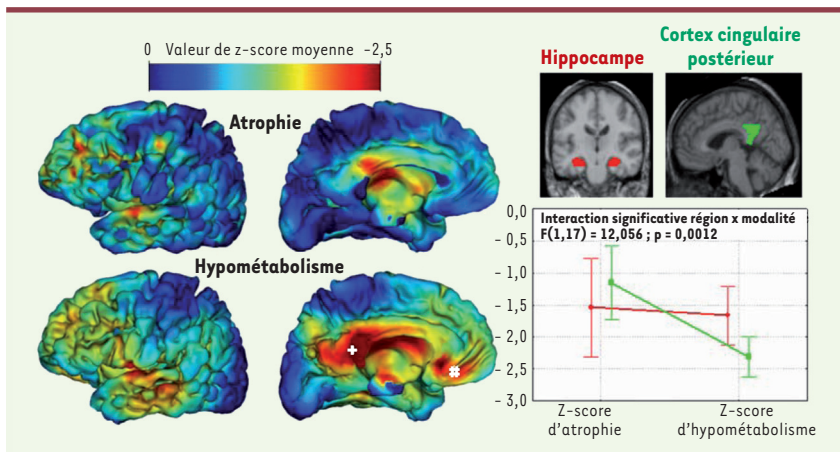 0 Valeur de z-score moyenne -2,5
Atrophie
Hypométabolisme
Hippocampe
Cortex cingulaire
postérieur
0,0
- 0,5
- 1,0
- 1,5
- 2,0
- 2,5
- 3,0
Interaction significative région x modalité
F(1,17) = 12,056 ; p = 0,0012
Z-score
d'atrophie
Z-score
d'hypométabolisme